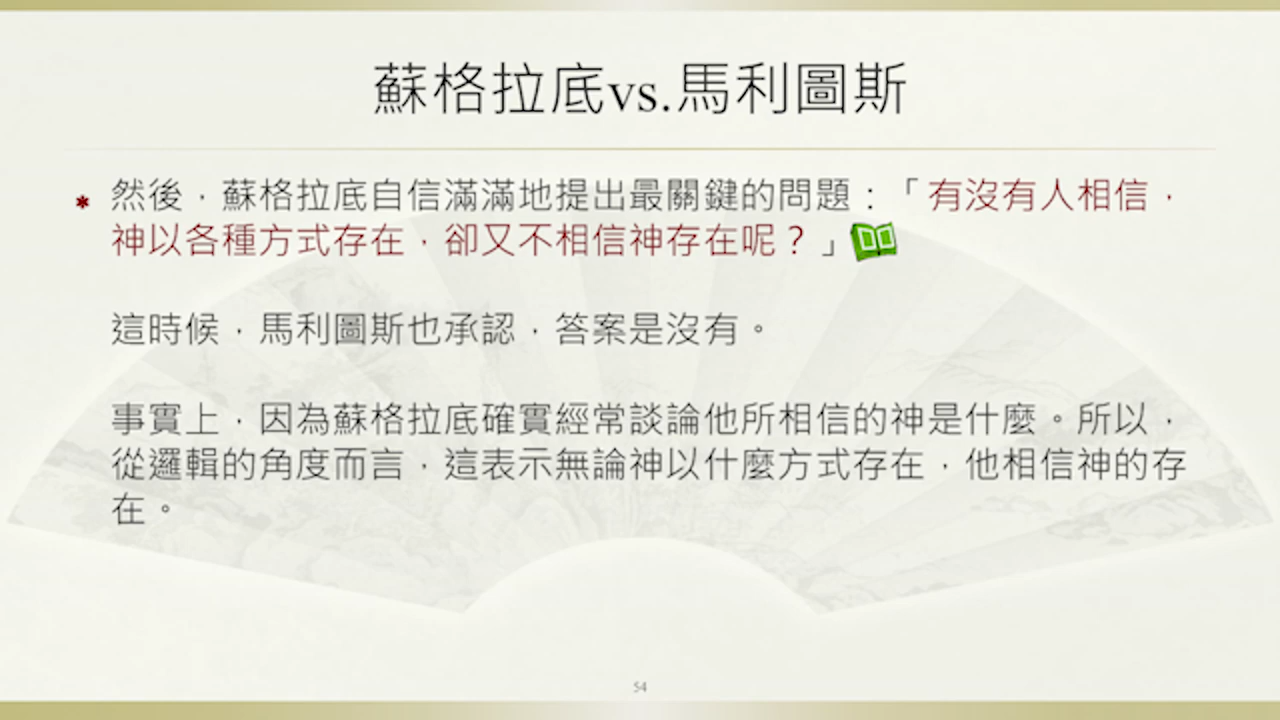 蘇格拉底vs.馬利圖斯
* 然後，蘇格拉底自信滿滿地提出最關鍵的問題：「有沒有人相信，
神以各種方式存在，卻又不相信神存在呢？」
這時候，馬利圖斯也承認，答案是沒有。
事實上，因為蘇格拉底確實經常談論他所相信的神是什麼。所以，
從邏輯的角度而言，這表示無論神以什麼方式存在，他相信神的存
在。
54